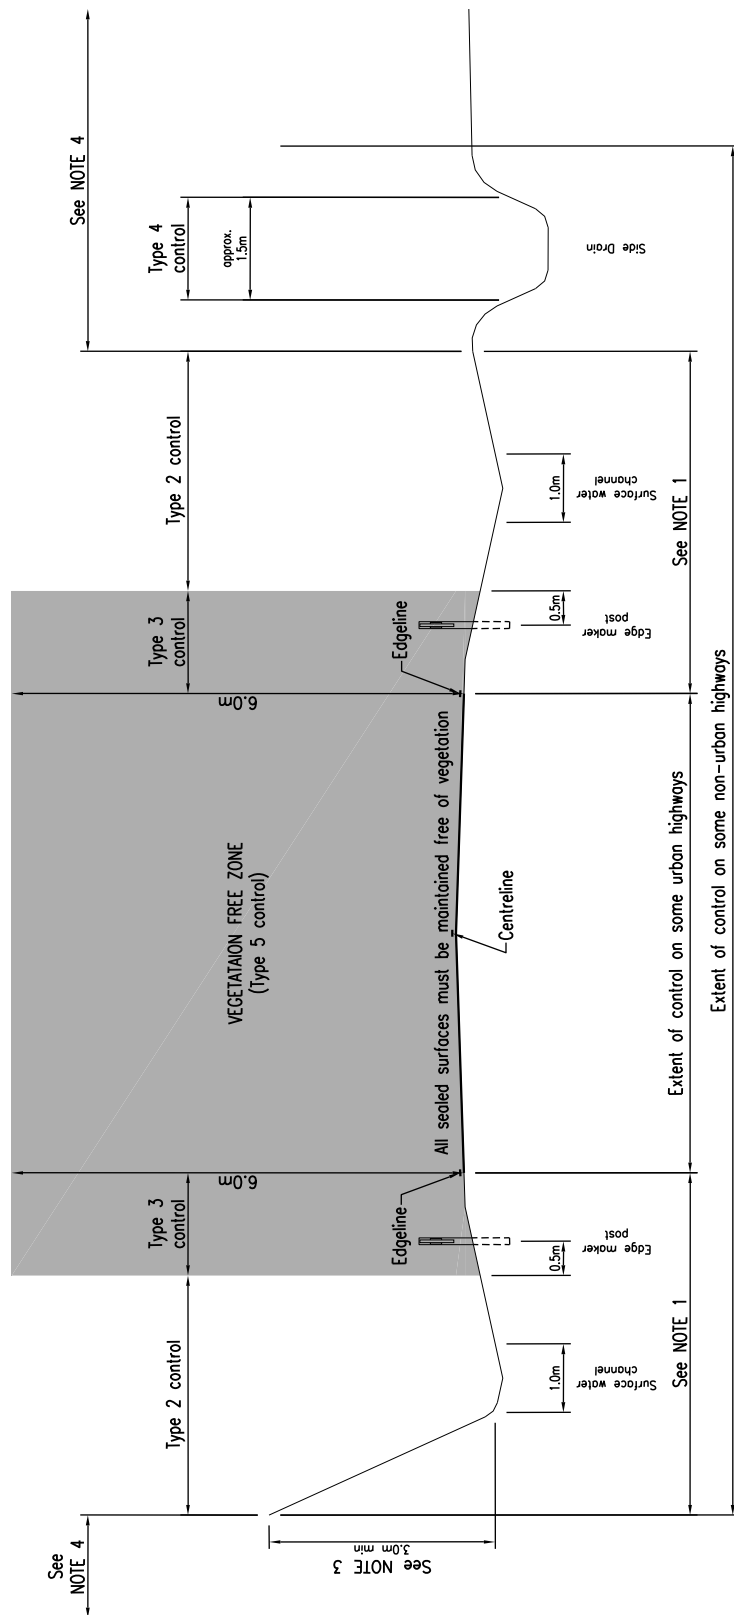 See
NOTE 4
See NOTE 4
Type 2 control
Type 3
control
Type 3
control
Type 2 control
Type 4
control
approx.
1.5m
6.0m
6.0m
VEGETATAION FREE ZONE
(Type 5 control)
See NOTE 3
3.0m min
Edgeline
Edgeline
All sealed surfaces must be maintained free of vegetation
Centreline
1.0m
Surface water
channel
0.5m
Edge maker
post
0.5m
Edge maker
post
1.0m
Surface water
channel
Side Drain
See NOTE 1
Extent of control on some urban highways
See NOTE 1
Extent of control on some non-urban highways